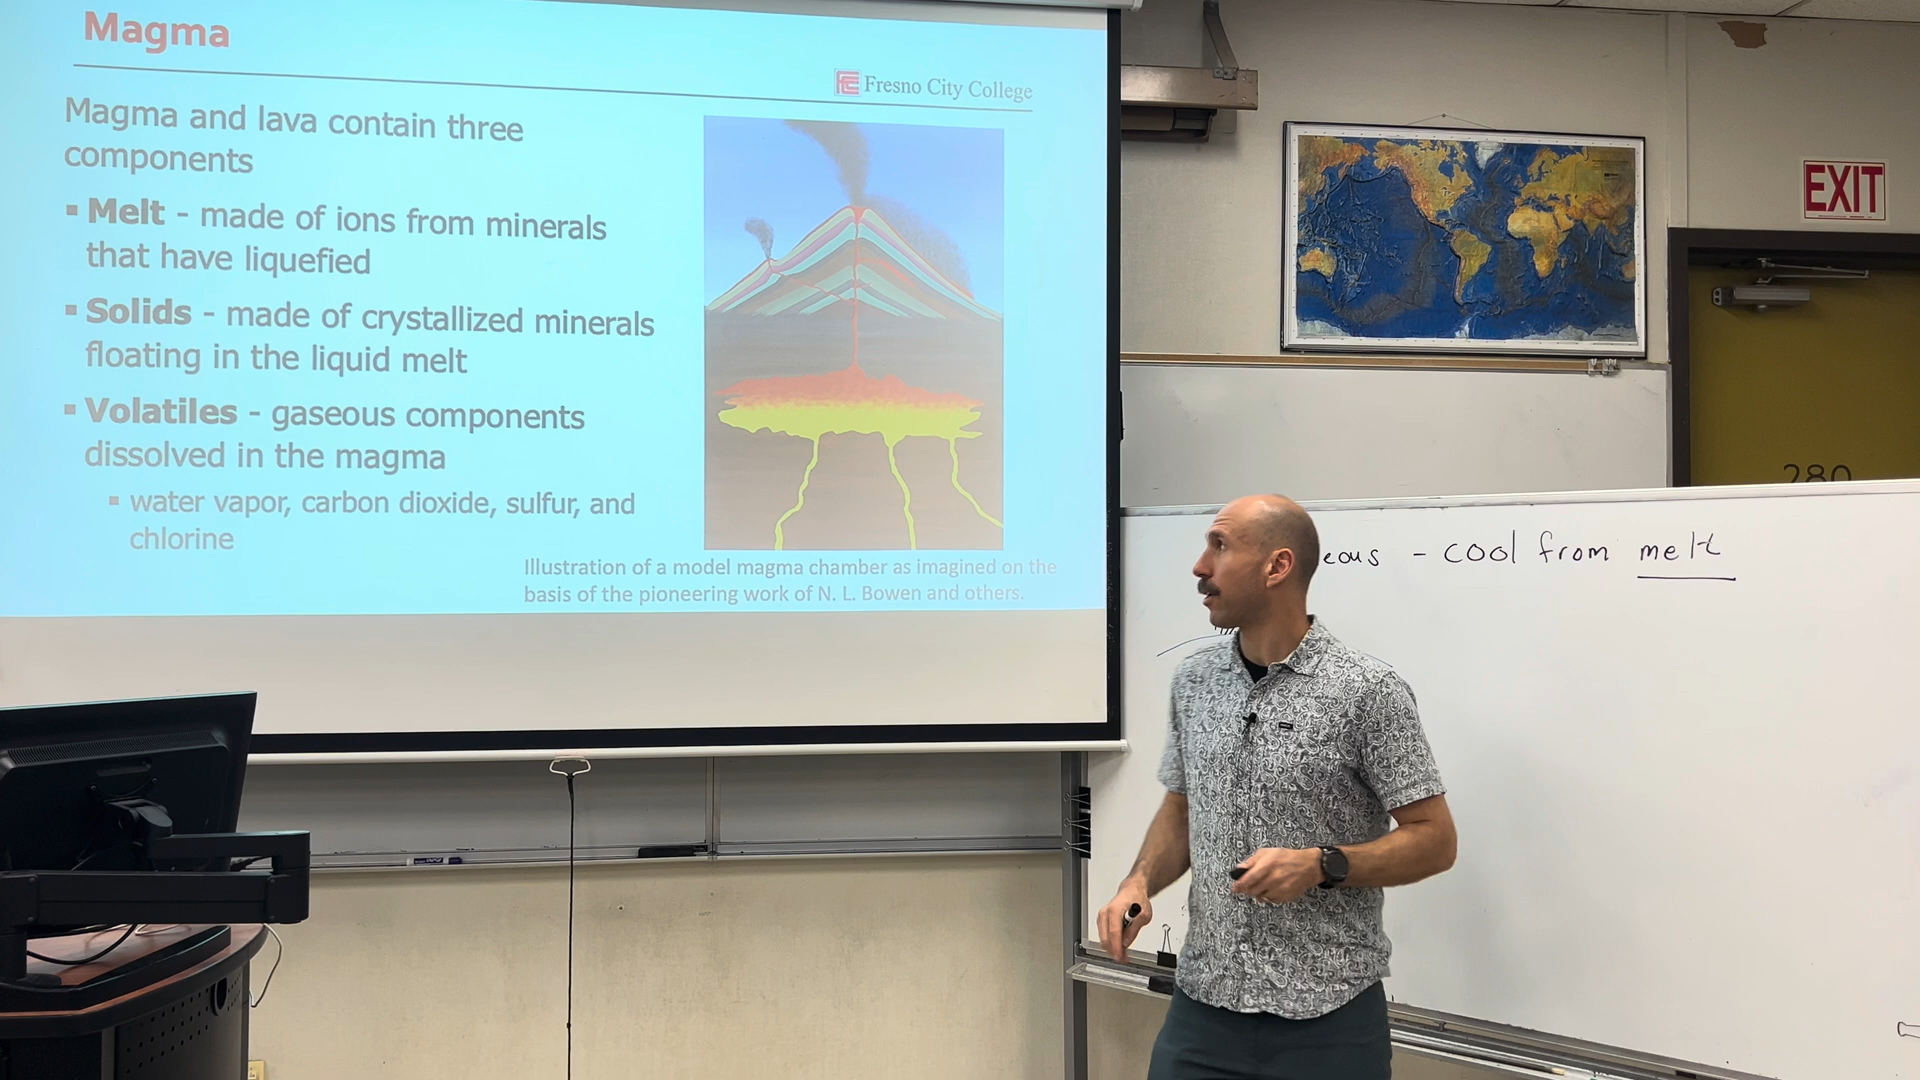 Magma
FCC Fresno City College
Magma and lava contain three
components
▪ Melt - made of ions from minerals
that have liquefied
▪ Solids - made of crystallized minerals
floating in the liquid melt
▪ Volatiles - gaseous components
dissolved in the magma
▪ water vapor, carbon dioxide, sulfur, and
chlorine
Illustration of a model magma chamber as imagined on the
basis of the pioneering work of N. L. Bowen and others.
EXIT
280
eous - cool from melt